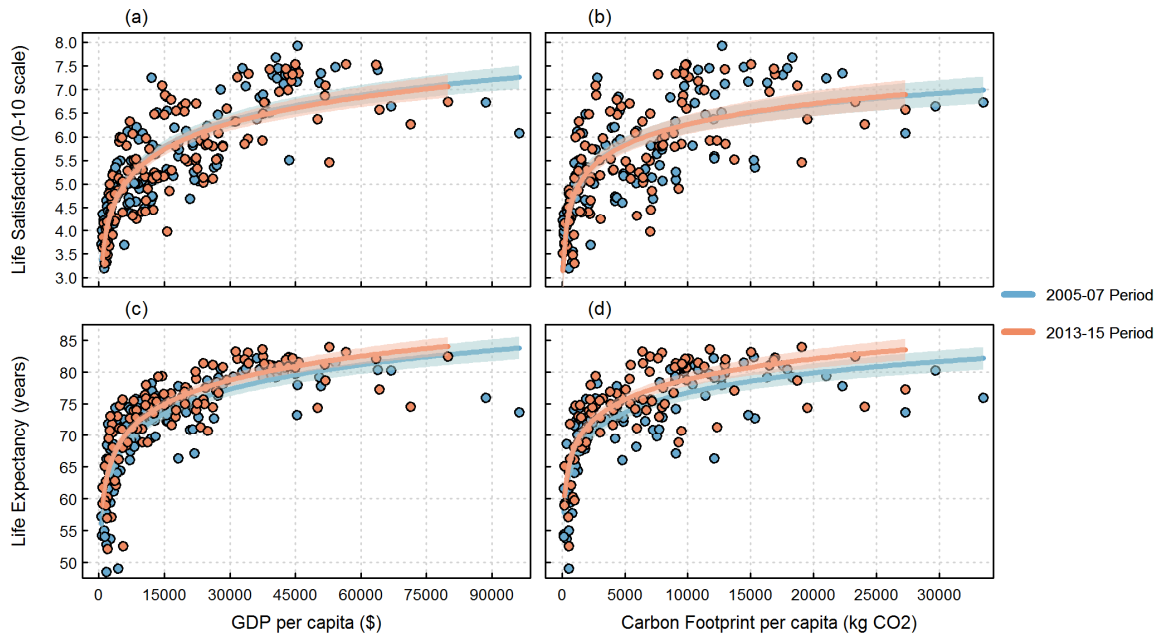 (a) (b)
Life Satisfaction (0-10 scale)
8.0
7.5
7.0
6.5
6.0
5.5
5.0
4.5
4.0
3.5
3.0
2005-07 Period
2013-15 Period
(c) (d)
Life Expectancy (years)
85
80
75
70
65
60
55
50
0 15000 30000 45000 60000 75000 90000
0 5000 10000 15000 20000 25000 30000
GDP per capita ($)
Carbon Footprint per capita (kg CO2)